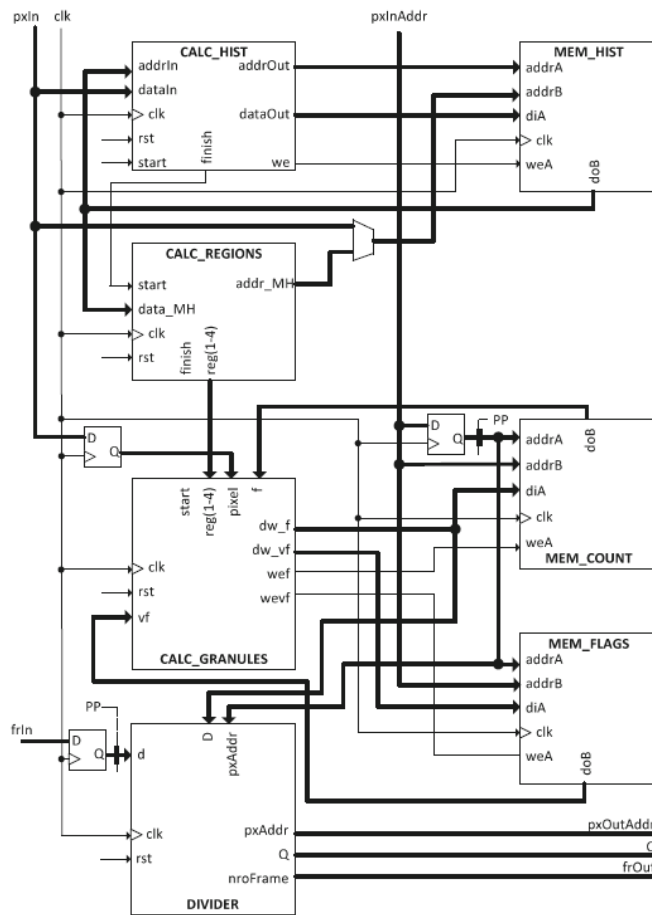 pxIn clk pxInAddr
CALC_HIST
addrIn addrOut
dataIn
clk dataOut
rst
start finish we
MEM_HIST
addrA
addrB
diA
clk
weA
doB
CALC_REGIONS
start addr_MH
data_MH
clk
rst finish reg(1-4)
D
Q
D
Q
PP
doB
addrA
addrB
diA
clk
weA
MEM_COUNT
start reg(1-4) pixel f
dw_f
dw_vf
clk wef
rst wevf
vf
CALC_GRANULES
MEM_FLAGS
addrA
addrB
diA
clk
weA
doB
frIn
D
Q
PP
D pxAddr
d
clk pxAddr
rst Q
nroFrame
DIVIDER
pxOutAddr
frOut